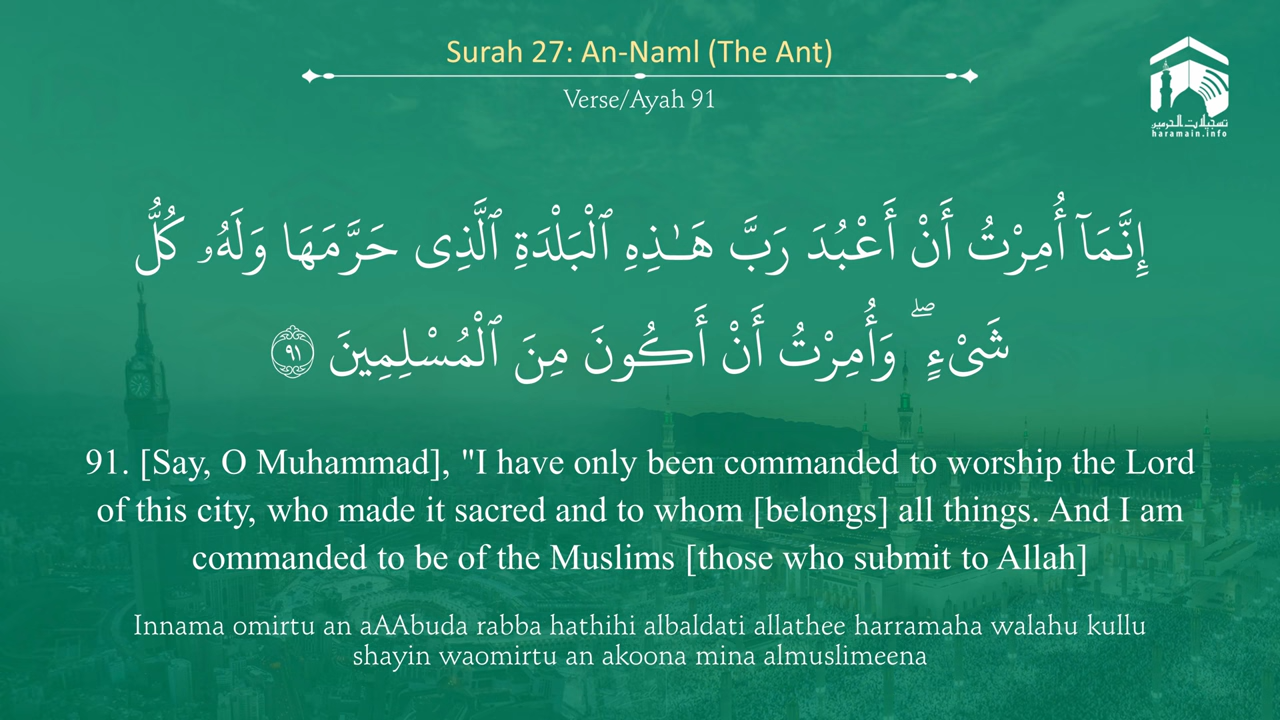 Surah 27: An-Naml (The Ant)
Verse/Ayah 91
تسجيلات الحرمين
haramain.info
إِنَّمَآ أُمِرْتُ أَنْ أَعْبُدَ رَبَّ هَـٰذِهِ ٱلْبَلْدَةِ ٱلَّذِى حَرَّمَهَا وَلَهُۥ كُلُّ
شَىْءٍ ۖ وَأُمِرْتُ أَنْ أَكُونَ مِنَ ٱلْمُسْلِمِينَ ٩١
91. [Say, O Muhammad], "I have only been commanded to worship the Lord
of this city, who made it sacred and to whom [belongs] all things. And I am
commanded to be of the Muslims [those who submit to Allah]
Innama omirtu an aAAbuda rabba hathihi albaldati allathee harramaha walahu kullu
shayin waomirtu an akoona mina almuslimeena